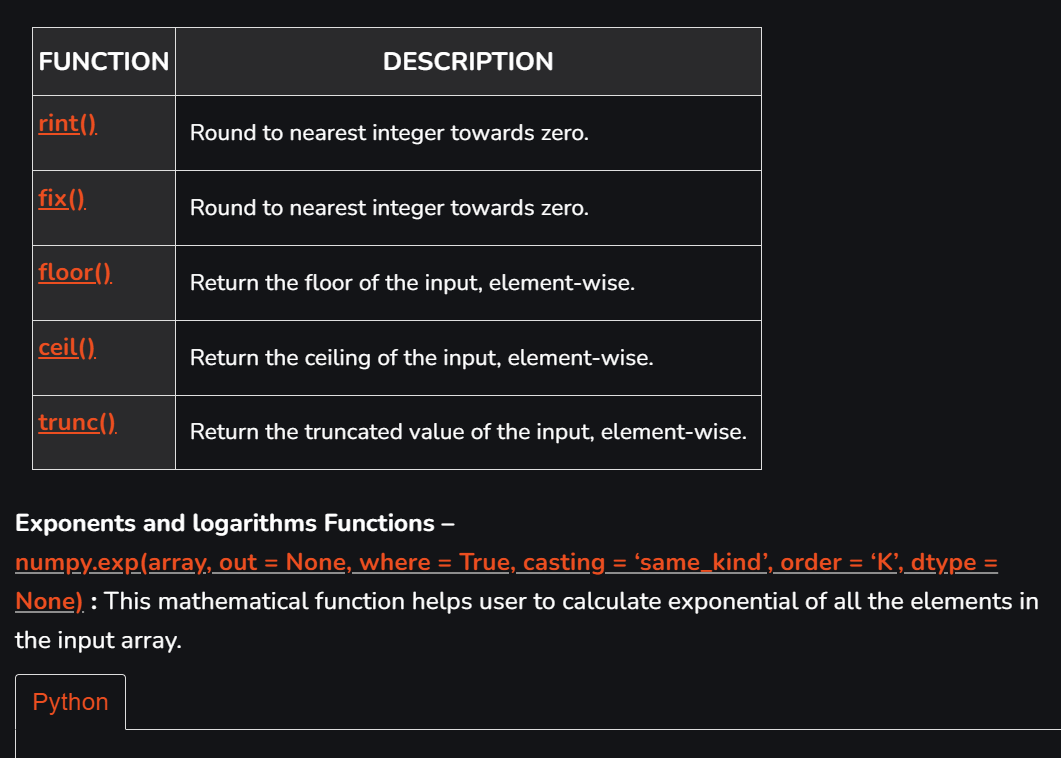 FUNCTION DESCRIPTION
rint() Round to nearest integer towards zero.
fix() Round to nearest integer towards zero.
floor() Return the floor of the input, element-wise.
ceil() Return the ceiling of the input, element-wise.
trunc() Return the truncated value of the input, element-wise.
Exponents and logarithms Functions –
numpy.exp(array, out = None, where = True, casting = ‘same_kind’, order = ‘K’, dtype =
None) : This mathematical function helps user to calculate exponential of all the elements in
the input array.
Python